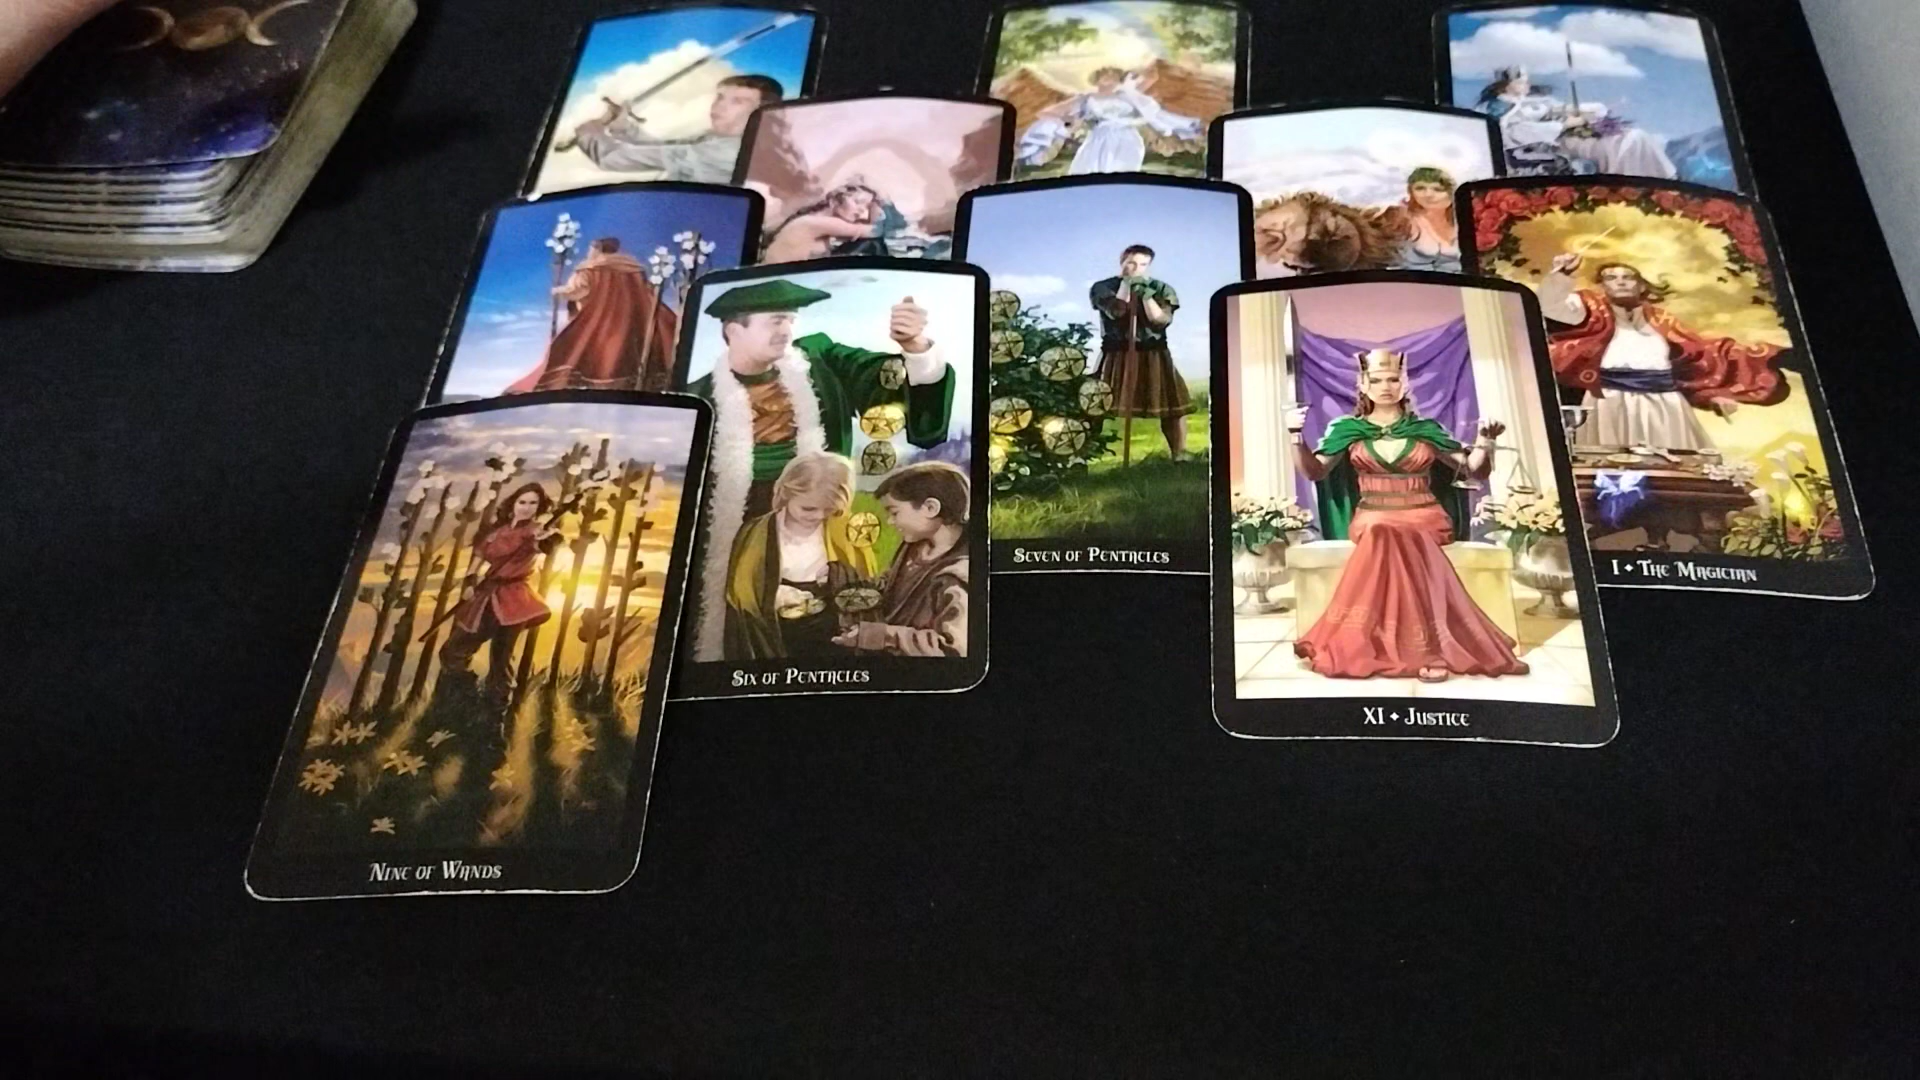 Seven of Pentacles
I • The Magician
Six of Pentacles
XI • Justice
Nine of Wands